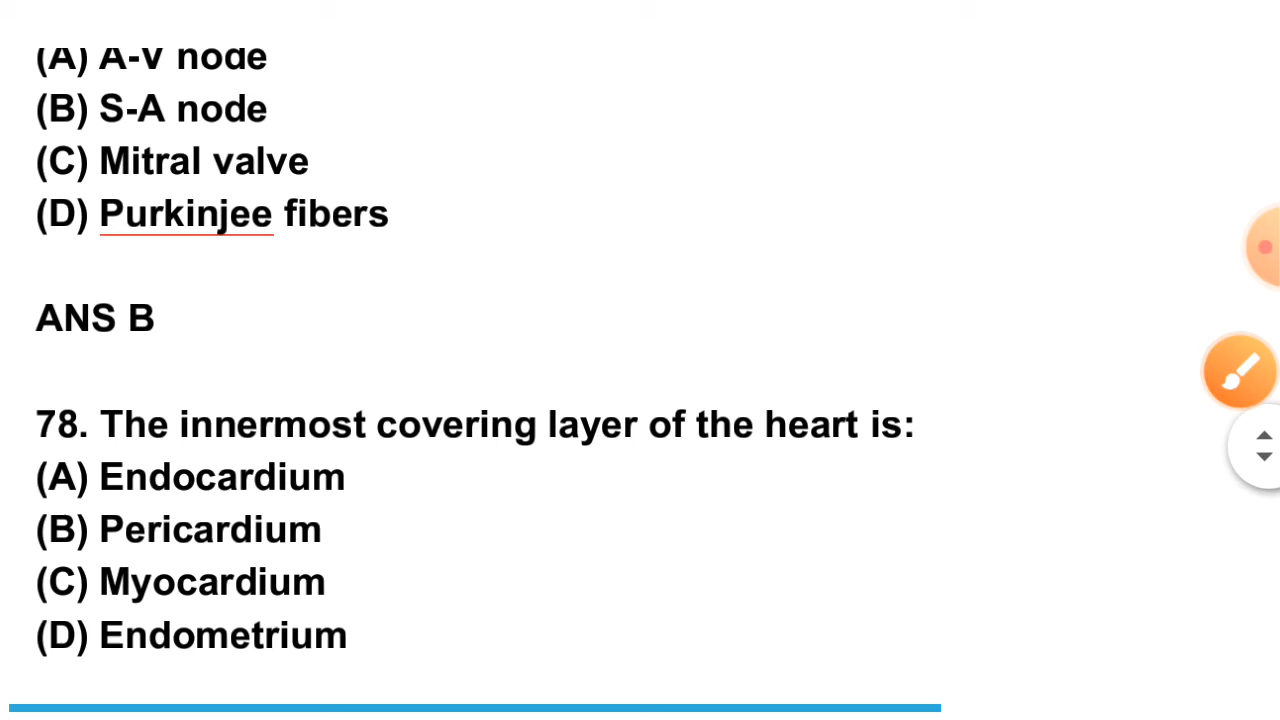 (A) A-V node
(B) S-A node
(C) Mitral valve
(D) Purkinjee fibers
ANS B
78. The innermost covering layer of the heart is:
(A) Endocardium
(B) Pericardium
(C) Myocardium
(D) Endometrium